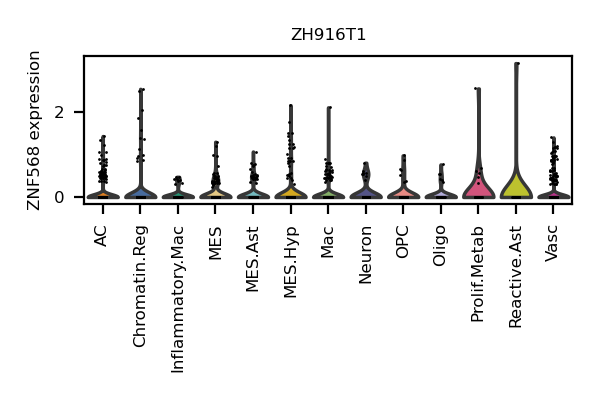 ZH916T1
ZNF568 expression
2
0
AC
Chromatin.Reg
Inflammatory.Mac
MES
MES.Ast
MES.Hyp
Mac
Neuron
OPC
Oligo
Prolif.Metab
Reactive.Ast
Vasc